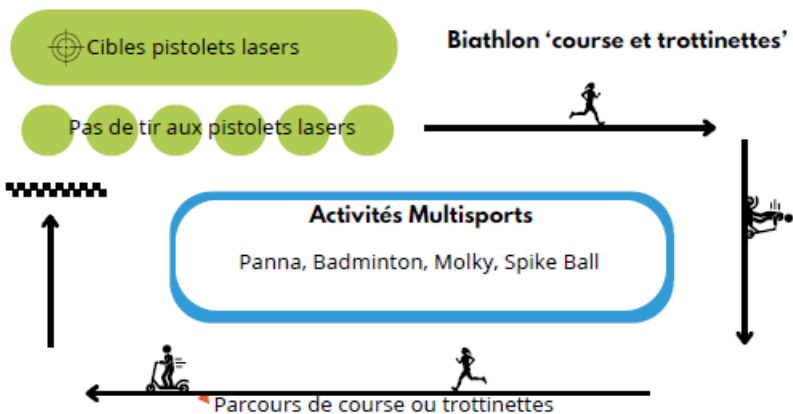 Cibles pistolets lasers
Biathlon ‘course et trottinettes’
Pas de tir aux pistolets lasers
Activités Multisports
Panna, Badminton, Molky, Spike Ball
Parcours de course ou trottinettes